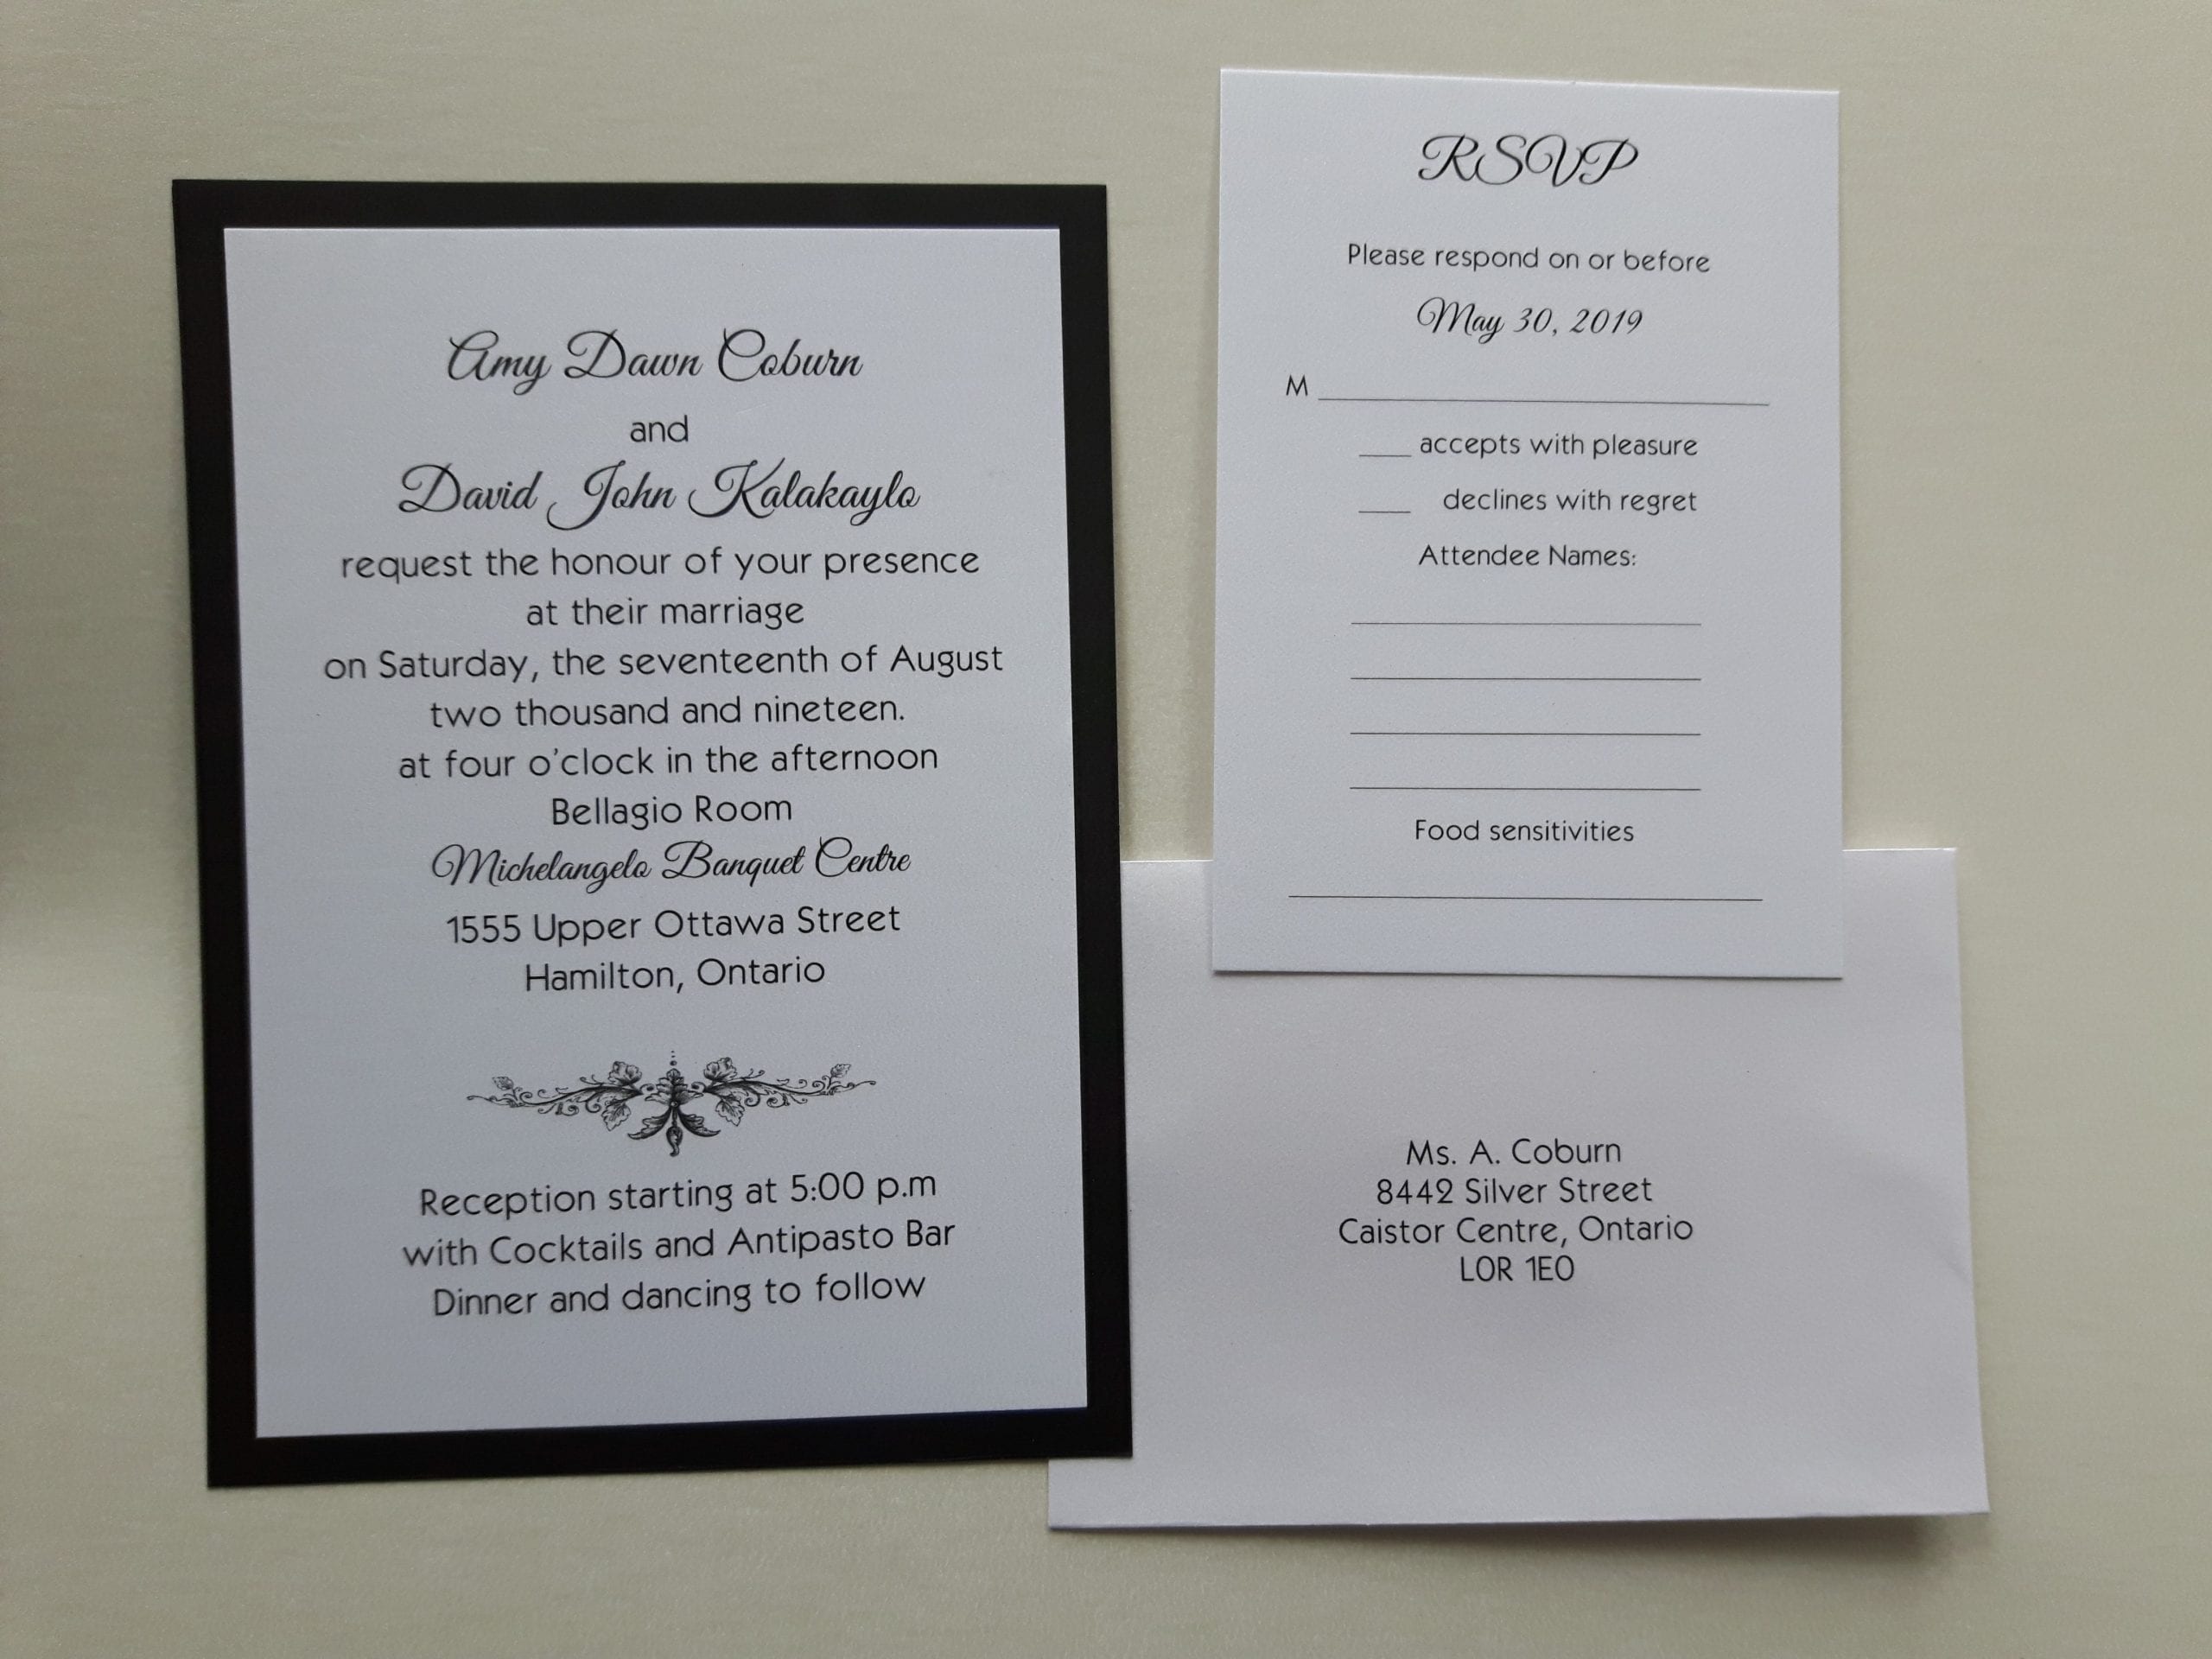 Amy Dawn Coburn
and
David John Kalakaylo
request the honour of your presence
at their marriage
on Saturday, the seventeenth of August
two thousand and nineteen.
at four o'clock in the afternoon
Bellagio Room
Michelangelo Banquet Centre
1555 Upper Ottawa Street
Hamilton, Ontario
Reception starting at 5:00 p.m
with Cocktails and Antipasto Bar
Dinner and dancing to follow
RSVP
Please respond on or before
May 30, 2019
M
accepts with pleasure
declines with regret
Attendee Names:
Food sensitivities
Ms. A. Coburn
8442 Silver Street
Caistor Centre, Ontario
L0R 1E0